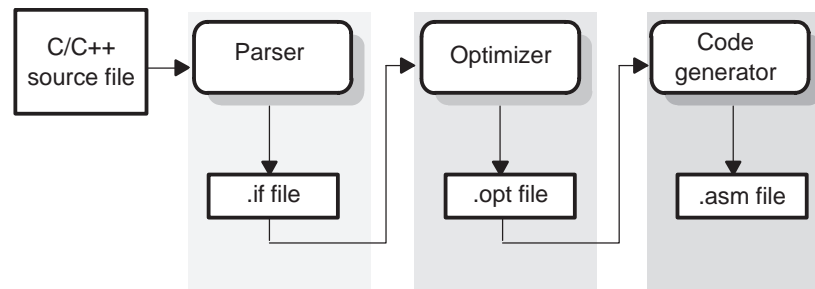 C/C++
source file
Parser
Optimizer
Code
generator
.if file
.opt file
.asm file